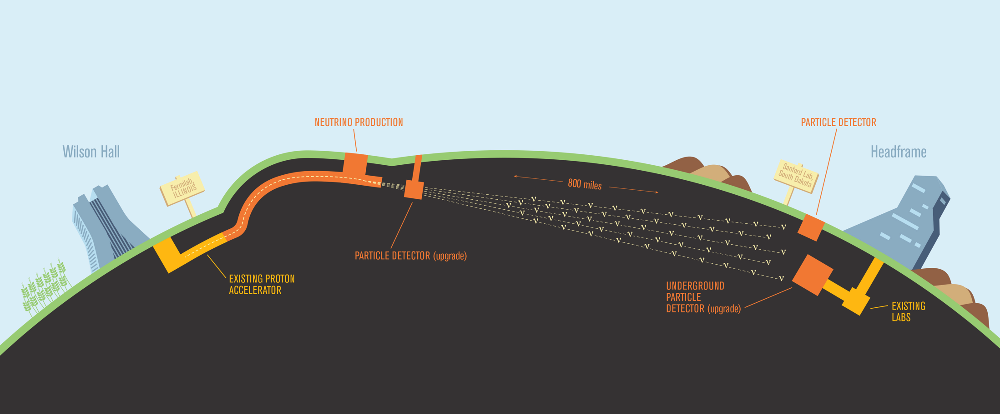 NEUTRINO PRODUCTION
PARTICLE DETECTOR
Wilson Hall
Headframe
Fermilab,
ILLINOIS
Sanford Lab,
South Dakota
800 miles
PARTICLE DETECTOR (upgrade)
EXISTING PROTON
ACCELERATOR
UNDERGROUND
PARTICLE
DETECTOR (upgrade)
EXISTING
LABS